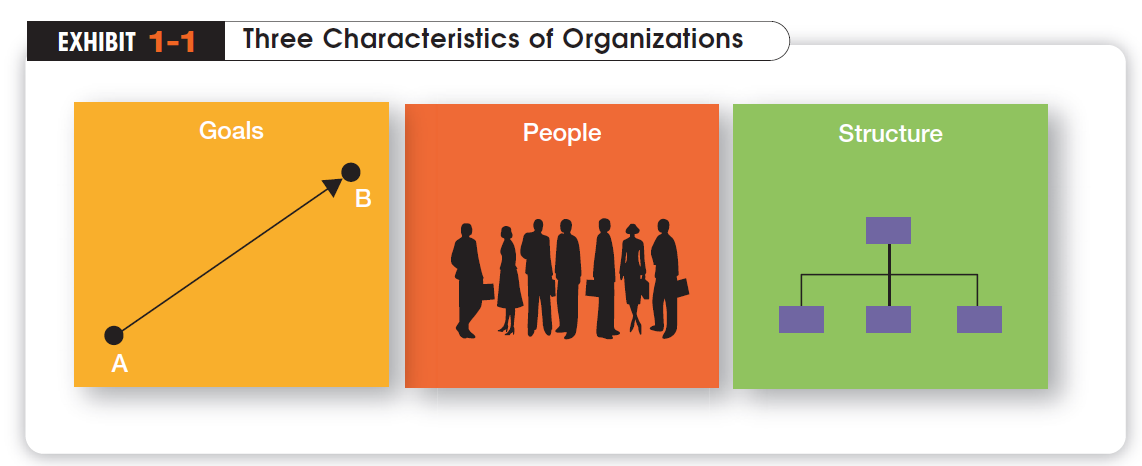 EXHIBIT 1-1 Three Characteristics of Organizations
Goals
B
A
People
Structure